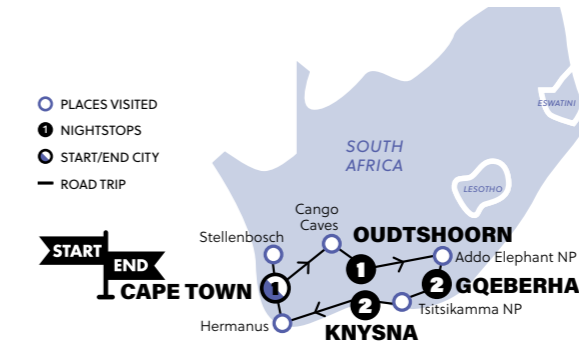 PLACES VISITED
1 NIGHTSTOPS
START/END CITY
ROAD TRIP
ESWATINI
SOUTH
AFRICA
LESOTHO
Cango
Caves
Stellenbosch
OUDTSHOORN
START
END
Addo Elephant NP
1
CAPE TOWN
1
2
GQEBERHA
2
Tsitsikamma NP
Hermanus
KNYSNA